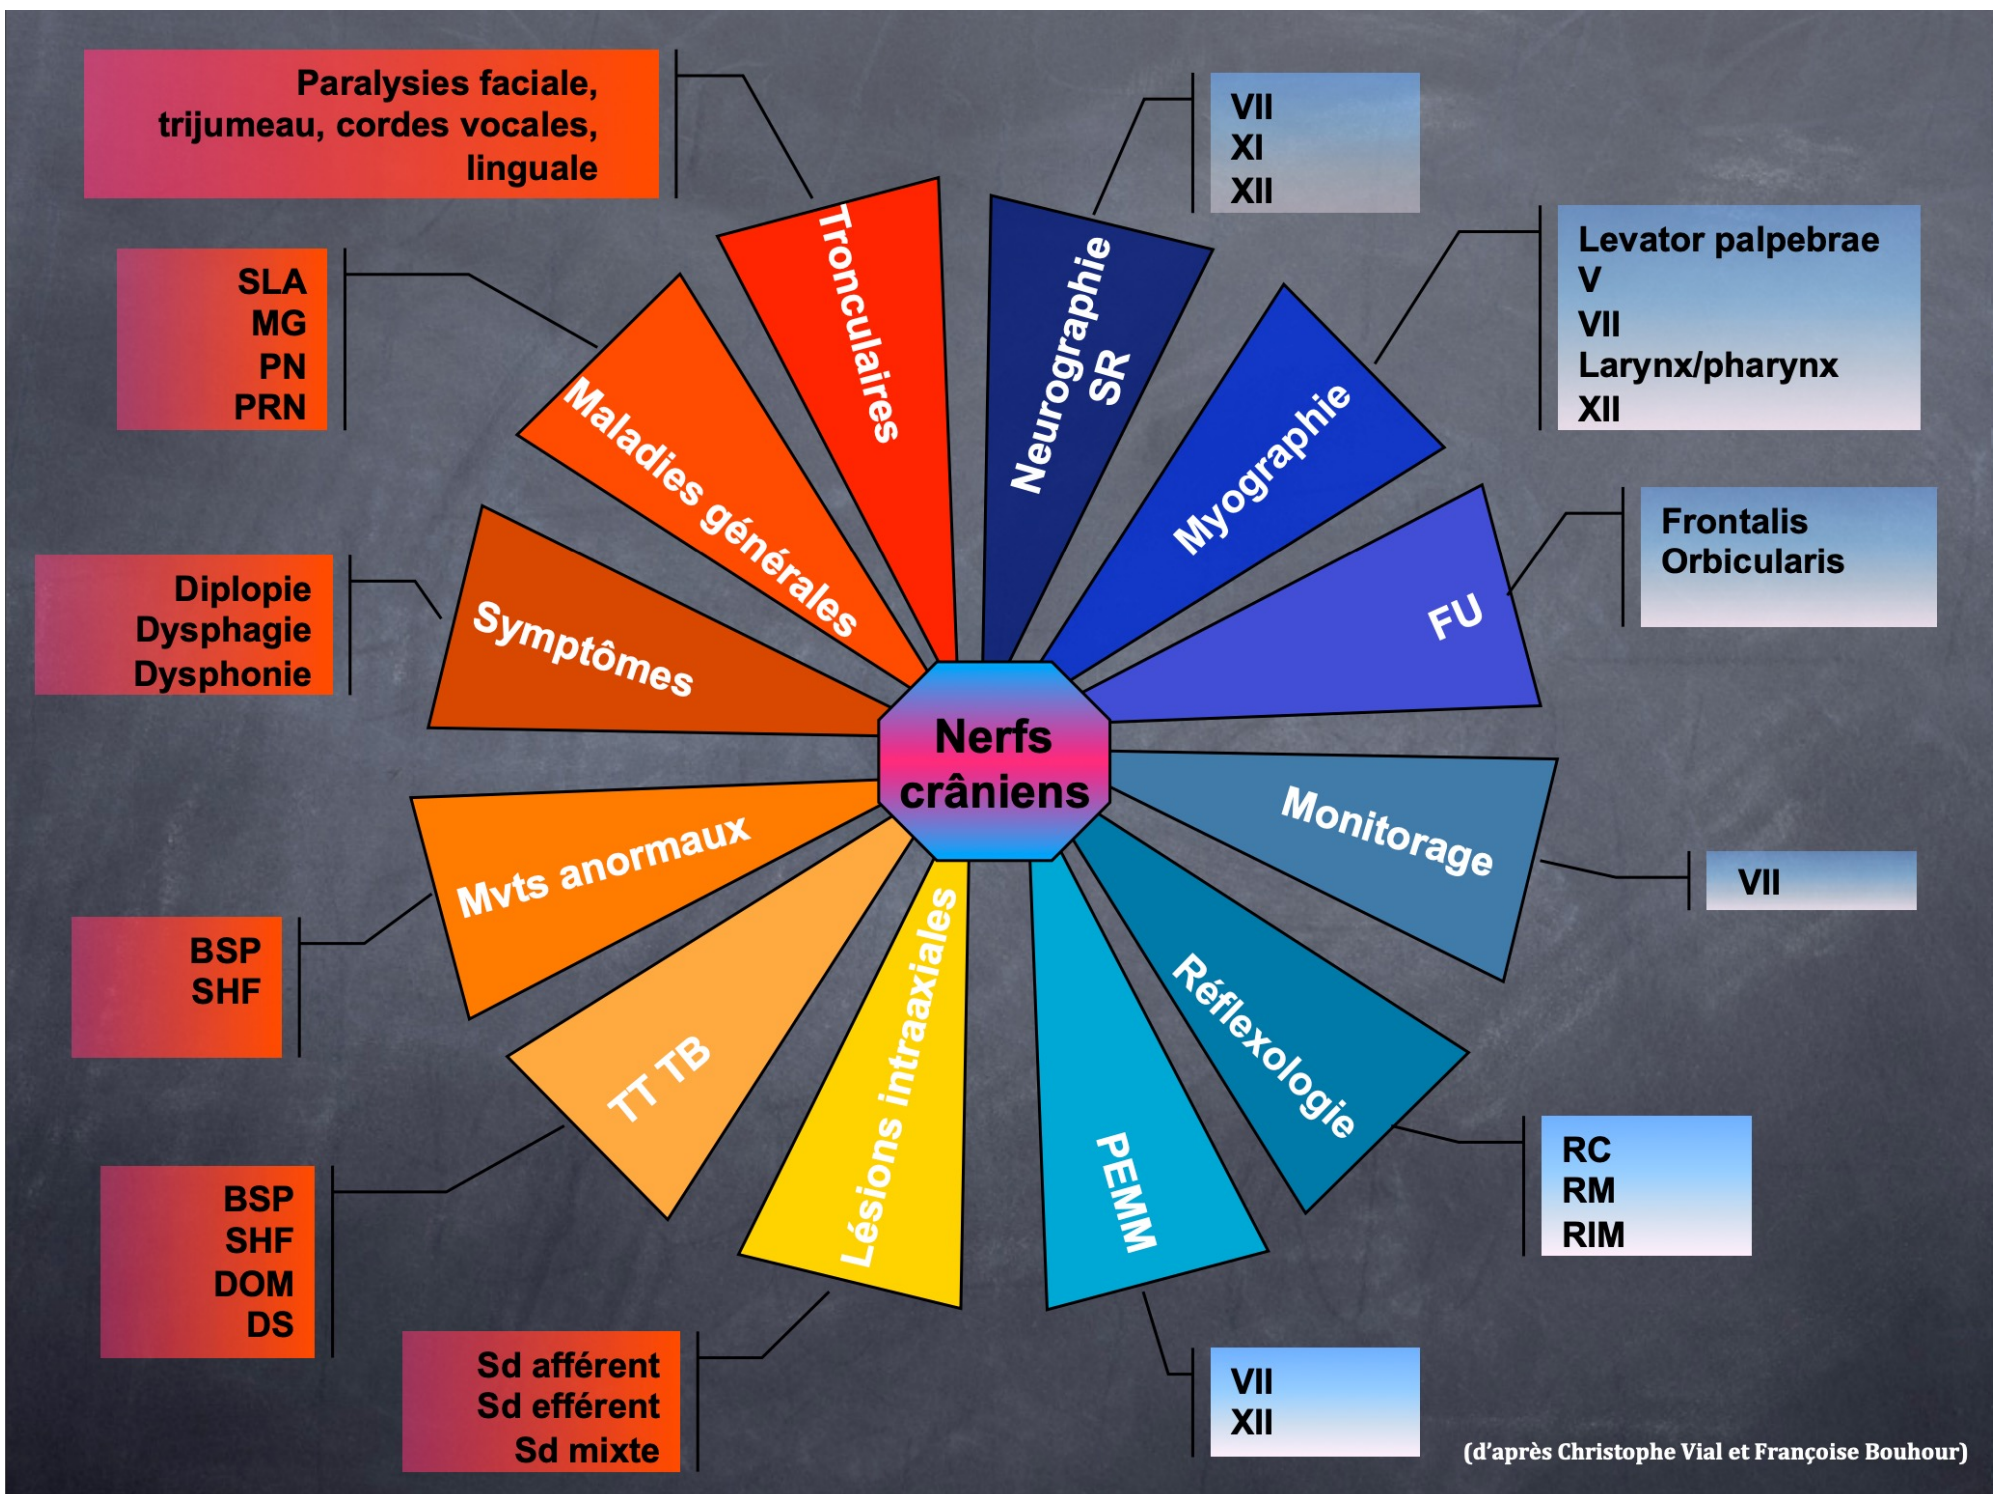 Paralysies faciale,
trijumeau, cordes vocales,
linguale
Tronculaires
SLA
MG
PN
PRN
Maladies générales
Diplopie
Dysphagie
Dysphonie
Symptômes
BSP
SHF
Mvts anormaux
BSP
SHF
DOM
DS
TT TB
Sd afférent
Sd efférent
Sd mixte
Lésions intraaxiales
Nerfs
crâniens
Neurographie
SR
VII
XI
XII
Myographie
Levator palpebrae
V
VII
Larynx/pharynx
XII
FU
Frontalis
Orbicularis
Monitorage
VII
Réflexologie
RC
RM
RIM
PEMM
VII
XII
(d'après Christophe Vial et Françoise Bouhour)